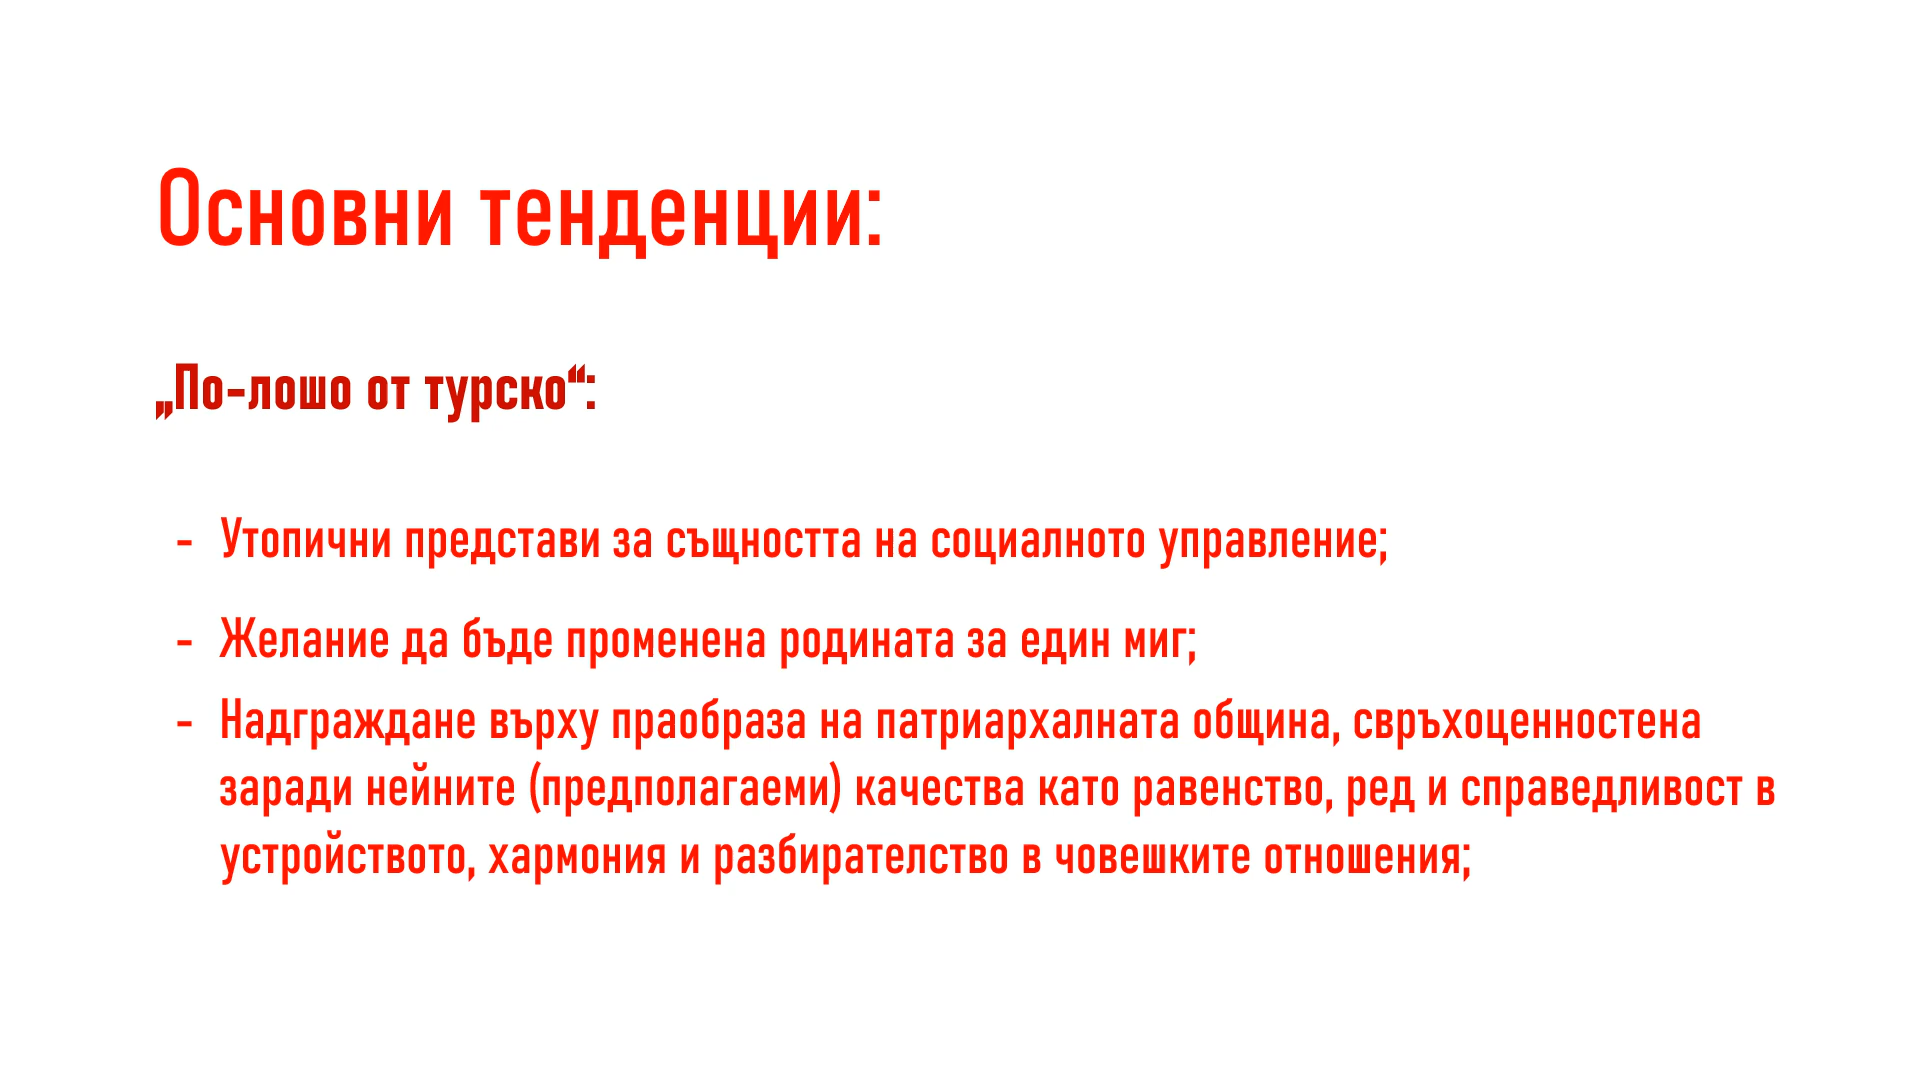 Основни тенденции:
„По-лошо от турско“:
- Утопични представи за същността на социалното управление;
- Желание да бъде променена родината за един миг;
- Надграждане върху праобраза на патриархалната община, свръхоценностена
заради нейните (предполагаеми) качества като равенство, ред и справедливост в
устройството, хармония и разбирателство в човешките отношения;